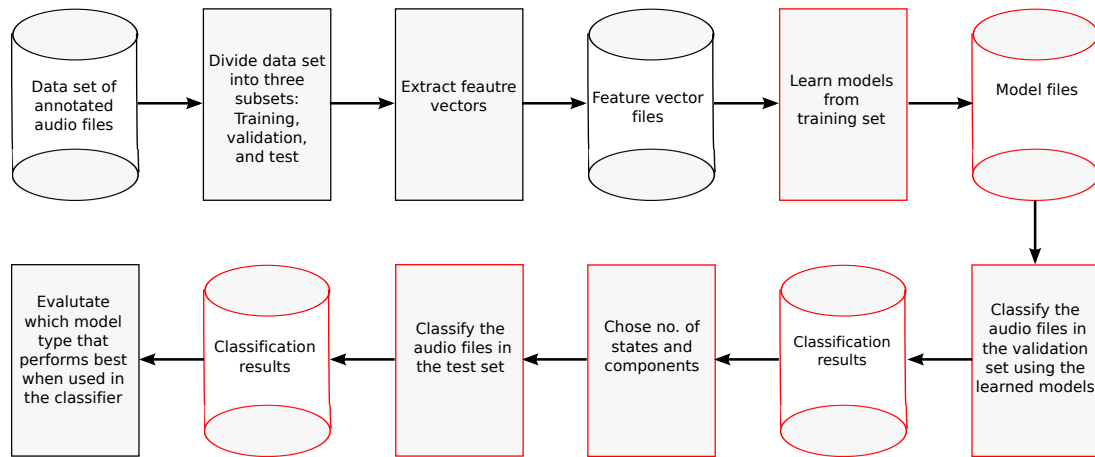 Data set of
annotated
audio files
Divide data set
into three
subsets:
Training,
validation,
and test
Extract feautre
vectors
Feature vector
files
Learn models
from
training set
Model files
Classify the
audio files in
the validation
set using the
learned models
Classification
results
Chose no. of
states and
components
Classify the
audio files in
the test set
Classification
results
Evalutate
which model
type that
performs best
when used in
the classifier